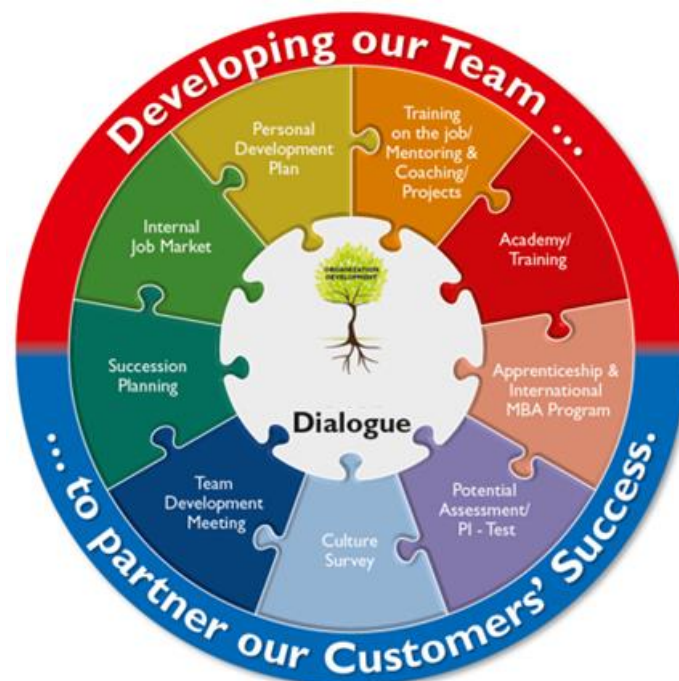 Developing our Team ...
Training
on the job/
Mentoring &
Coaching/
Projects
Academy/
Training
Apprenticeship &
International
MBA Program
Potential
Assessment/
PI - Test
Culture
Survey
Team
Development
Meeting
Succession
Planning
Internal
Job Market
Personal
Development
Plan
ORGANIZATION
DEVELOPMENT
Dialogue
... to partner our Customers' Success.